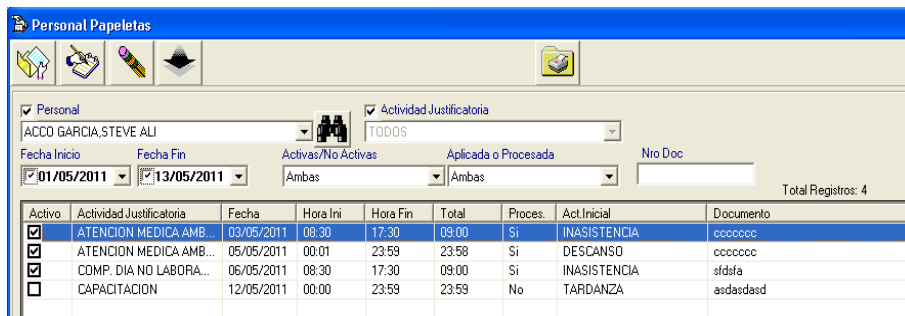 Personal Papeletas
Personal Actividad Justificatoria
ACCO GARCIA,STEVE ALI TODOS
Fecha Inicio Fecha Fin Activas/No Activas Aplicada o Procesada Nro Doc
01/05/2011 13/05/2011 Ambas Ambas
Total Registros: 4
Activo Actividad Justificatoria Fecha Hora Ini Hora Fin Total Proces. Act.Inicial Documento
ATENCION MEDICA AMB... 03/05/2011 08:30 17:30 09:00 Si INASISTENCIA ccccccc
ATENCION MEDICA AMB... 05/05/2011 00:01 23:59 23:58 Si DESCANSO ccccccc
COMP. DIA NO LABORA... 06/05/2011 08:30 17:30 09:00 Si INASISTENCIA sfdsfa
CAPACITACION 12/05/2011 00:00 23:59 23:59 No TARDANZA asdasdasd